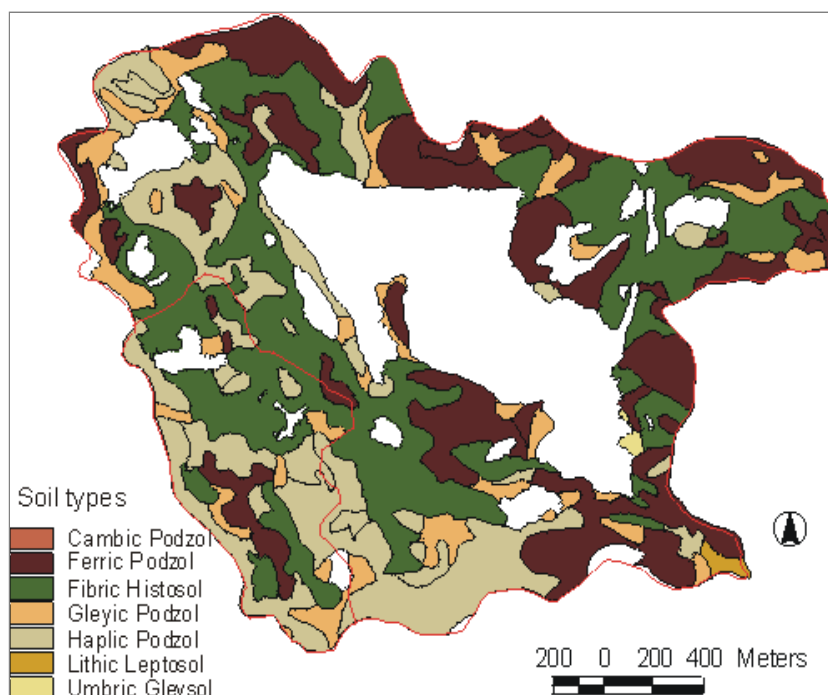 Soil types
Cambic Podzol
Ferric Podzol
Fibric Histosol
Gleyic Podzol
Haplic Podzol
Lithic Leptosol
Umbric Gleysol
200 0 200 400 Meters